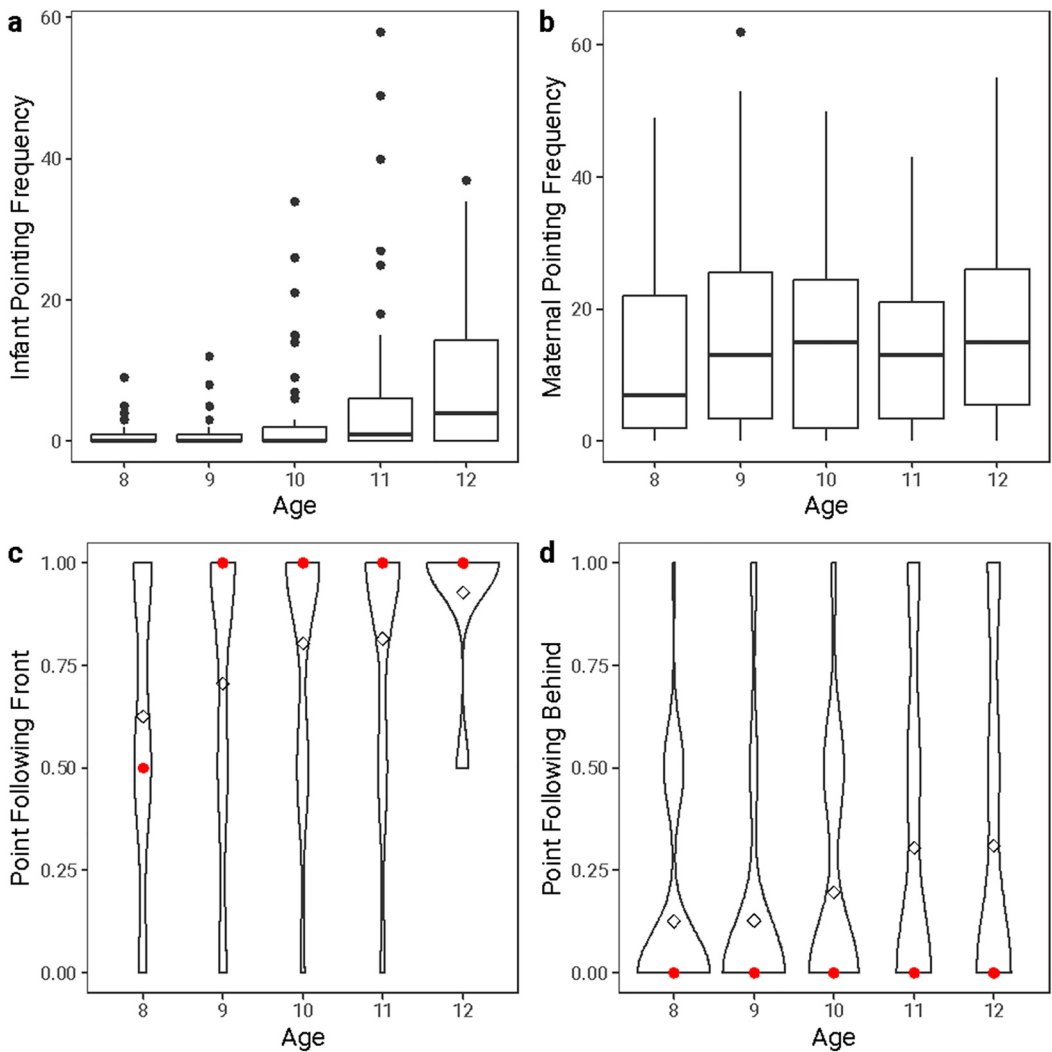 a
Infant Pointing Frequency
60
40
20
0
8 9 10 11 12
Age
b
Maternal Pointing Frequency
60
40
20
0
8 9 10 11 12
Age
c
Point Following Front
1.00
0.75
0.50
0.25
0.00
8 9 10 11 12
Age
d
Point Following Behind
1.00
0.75
0.50
0.25
0.00
8 9 10 11 12
Age